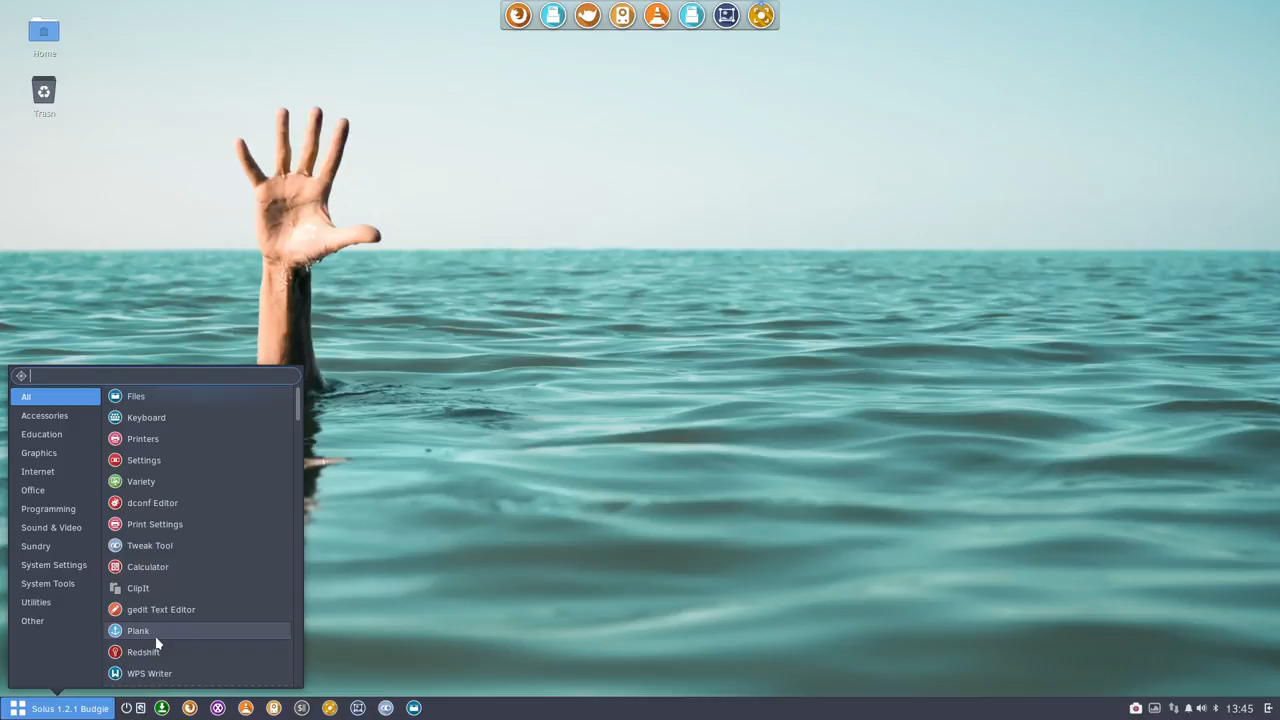 Home
Trash
All
Accessories
Education
Graphics
Internet
Office
Programming
Sound & Video
Sundry
System Settings
System Tools
Utilities
Other
Files
Keyboard
Printers
Settings
Variety
dconf Editor
Print Settings
Tweak Tool
Calculator
ClipIt
gedit Text Editor
Plank
Redshift
WPS Writer
Solus 1.2.1 Budgie
13:45